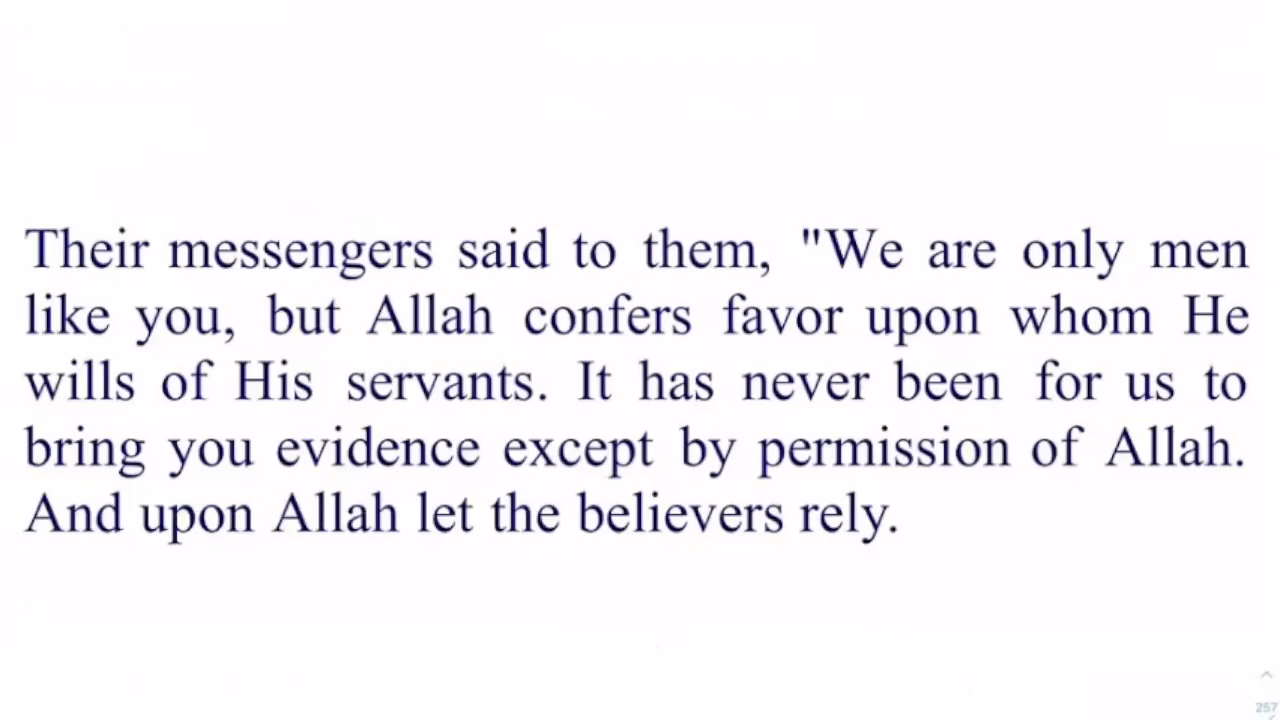 Their messengers said to them, "We are only men
like you, but Allah confers favor upon whom He
wills of His servants. It has never been for us to
bring you evidence except by permission of Allah.
And upon Allah let the believers rely.
257